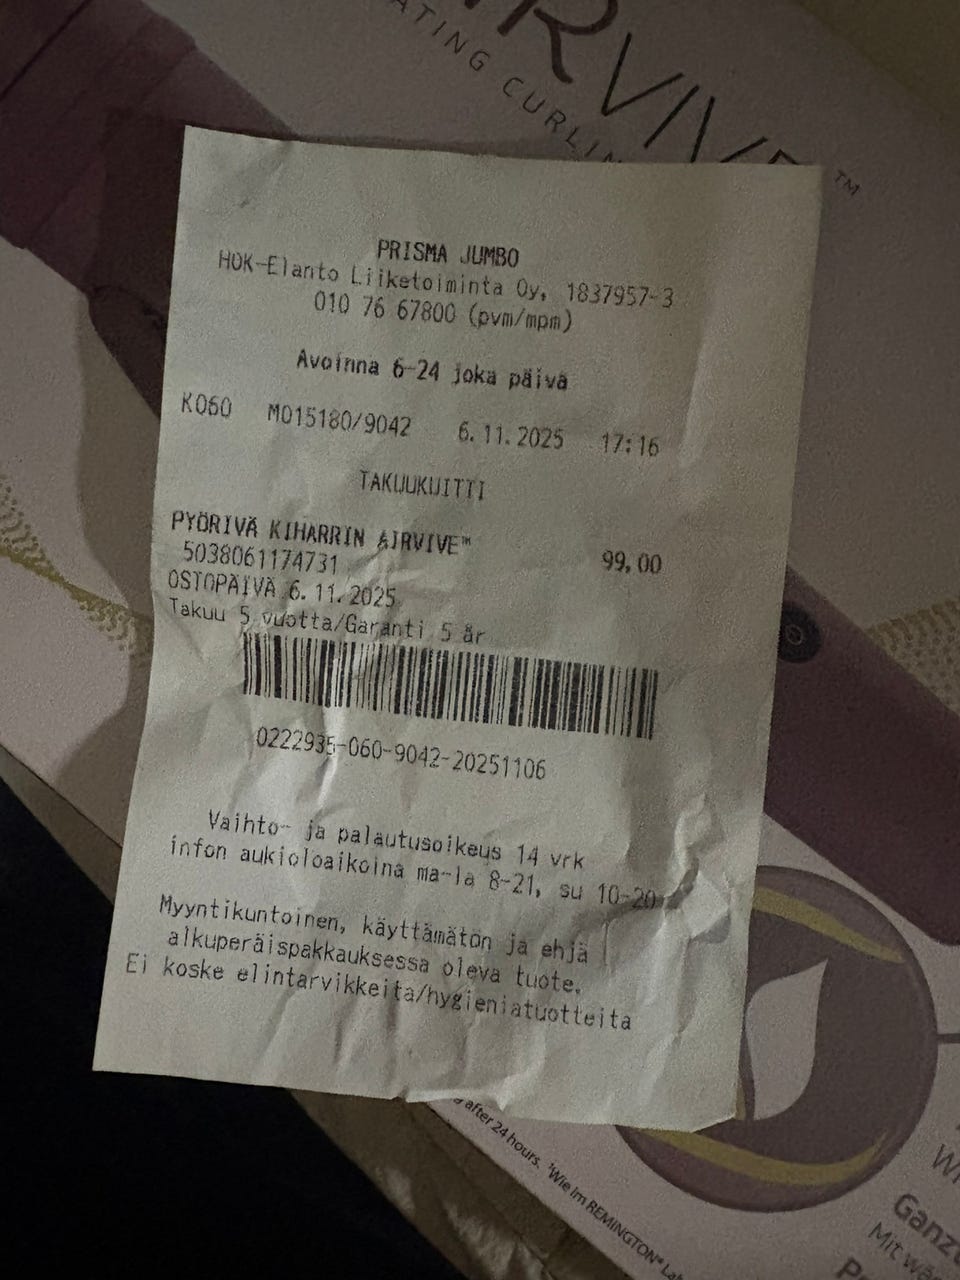 ATING CURLIN
RVIVE™
PRISMA JUMBO
HOK-Elanto Liiketoiminta Oy, 1837957-3
010 76 67800 (pvm/mpm)
Avoinna 6-24 joka päivä
K060 M015180/9042 6.11.2025 17:16
TAKUUKUITTI
PYÖRIVÄ KIHARRIN AIRVIVE™ 99,00
5038061174731
OSTOPÄIVÄ 6.11.2025
Takuu 5 vuotta/Garanti 5 år
0222935-060-9042-20251106
Vaihto- ja palautusoikeus 14 vrk
infon aukioloaikoina ma-la 8-21, su 10-20
Myyntikuntoinen, käyttämätön ja ehjä
alkuperäispakkauksessa oleva tuote.
Ei koske elintarvikkeita/hygieniatuotteita
after 24 hours. ¹Wie im REMINGTON®
Mit